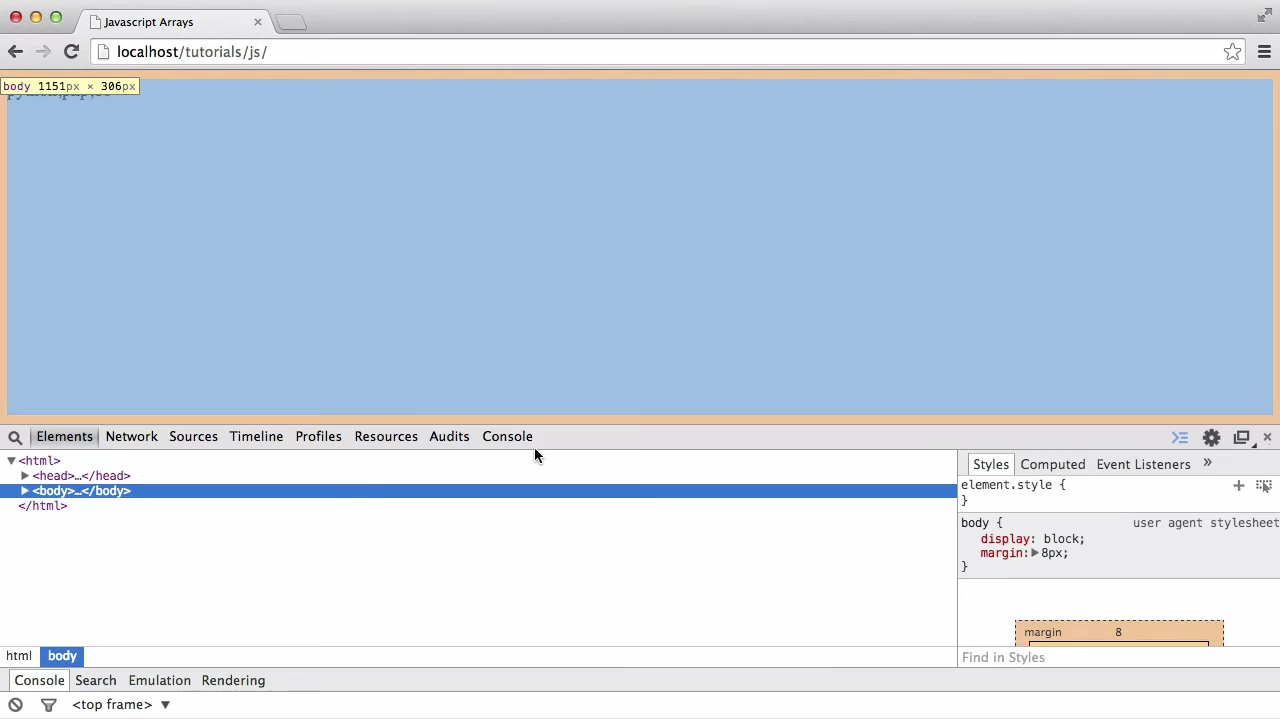 Javascript Arrays
localhost/tutorials/js/
body 1151px × 306px
Elements Network Sources Timeline Profiles Resources Audits Console
<html>
<head>…</head>
<body>…</body>
</html>
html body
Styles Computed Event Listeners »
element.style {
}
body { user agent stylesheet
display: block;
margin: 8px;
}
margin 8
Find in Styles
Console Search Emulation Rendering
<top frame> ▼